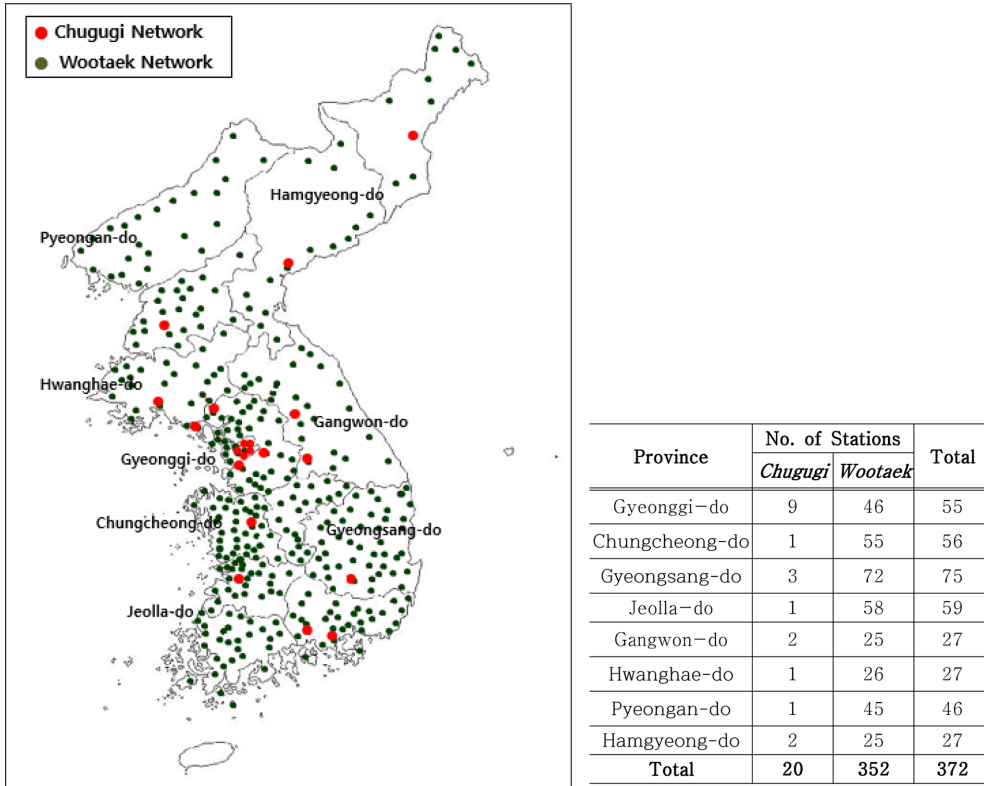 Chugugi Network
Wootaek Network
Hamgyeong-do
Pyeongan-do
Hwanghae-do
Gangwon-do
Gyeonggi-do
Chungcheong-do
Gyeongsang-do
Jeolla-do
Province No. of Stations Total
Chugugi Wootaek
Gyeonggi-do 9 46 55
Chungcheong-do 1 55 56
Gyeongsang-do 3 72 75
Jeolla-do 1 58 59
Gangwon-do 2 25 27
Hwanghae-do 1 26 27
Pyeongan-do 1 45 46
Hamgyeong-do 2 25 27
Total 20 352 372